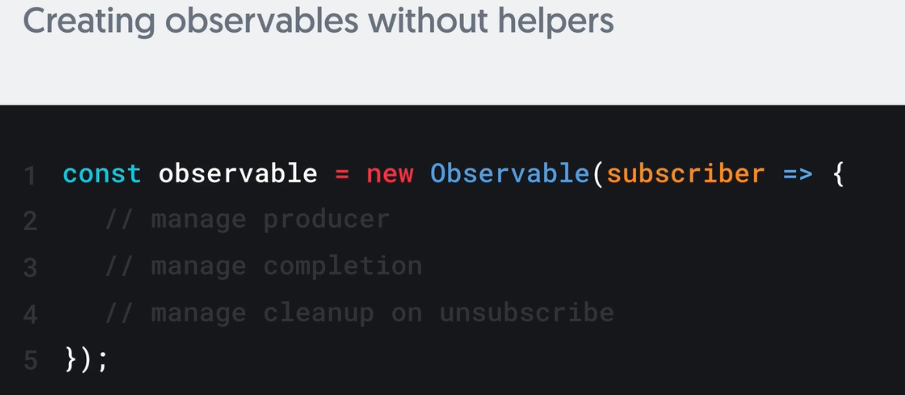 Creating observables without helpers
1 const observable = new Observable(subscriber => {
2 // manage producer
3 // manage completion
4 // manage cleanup on unsubscribe
5 });